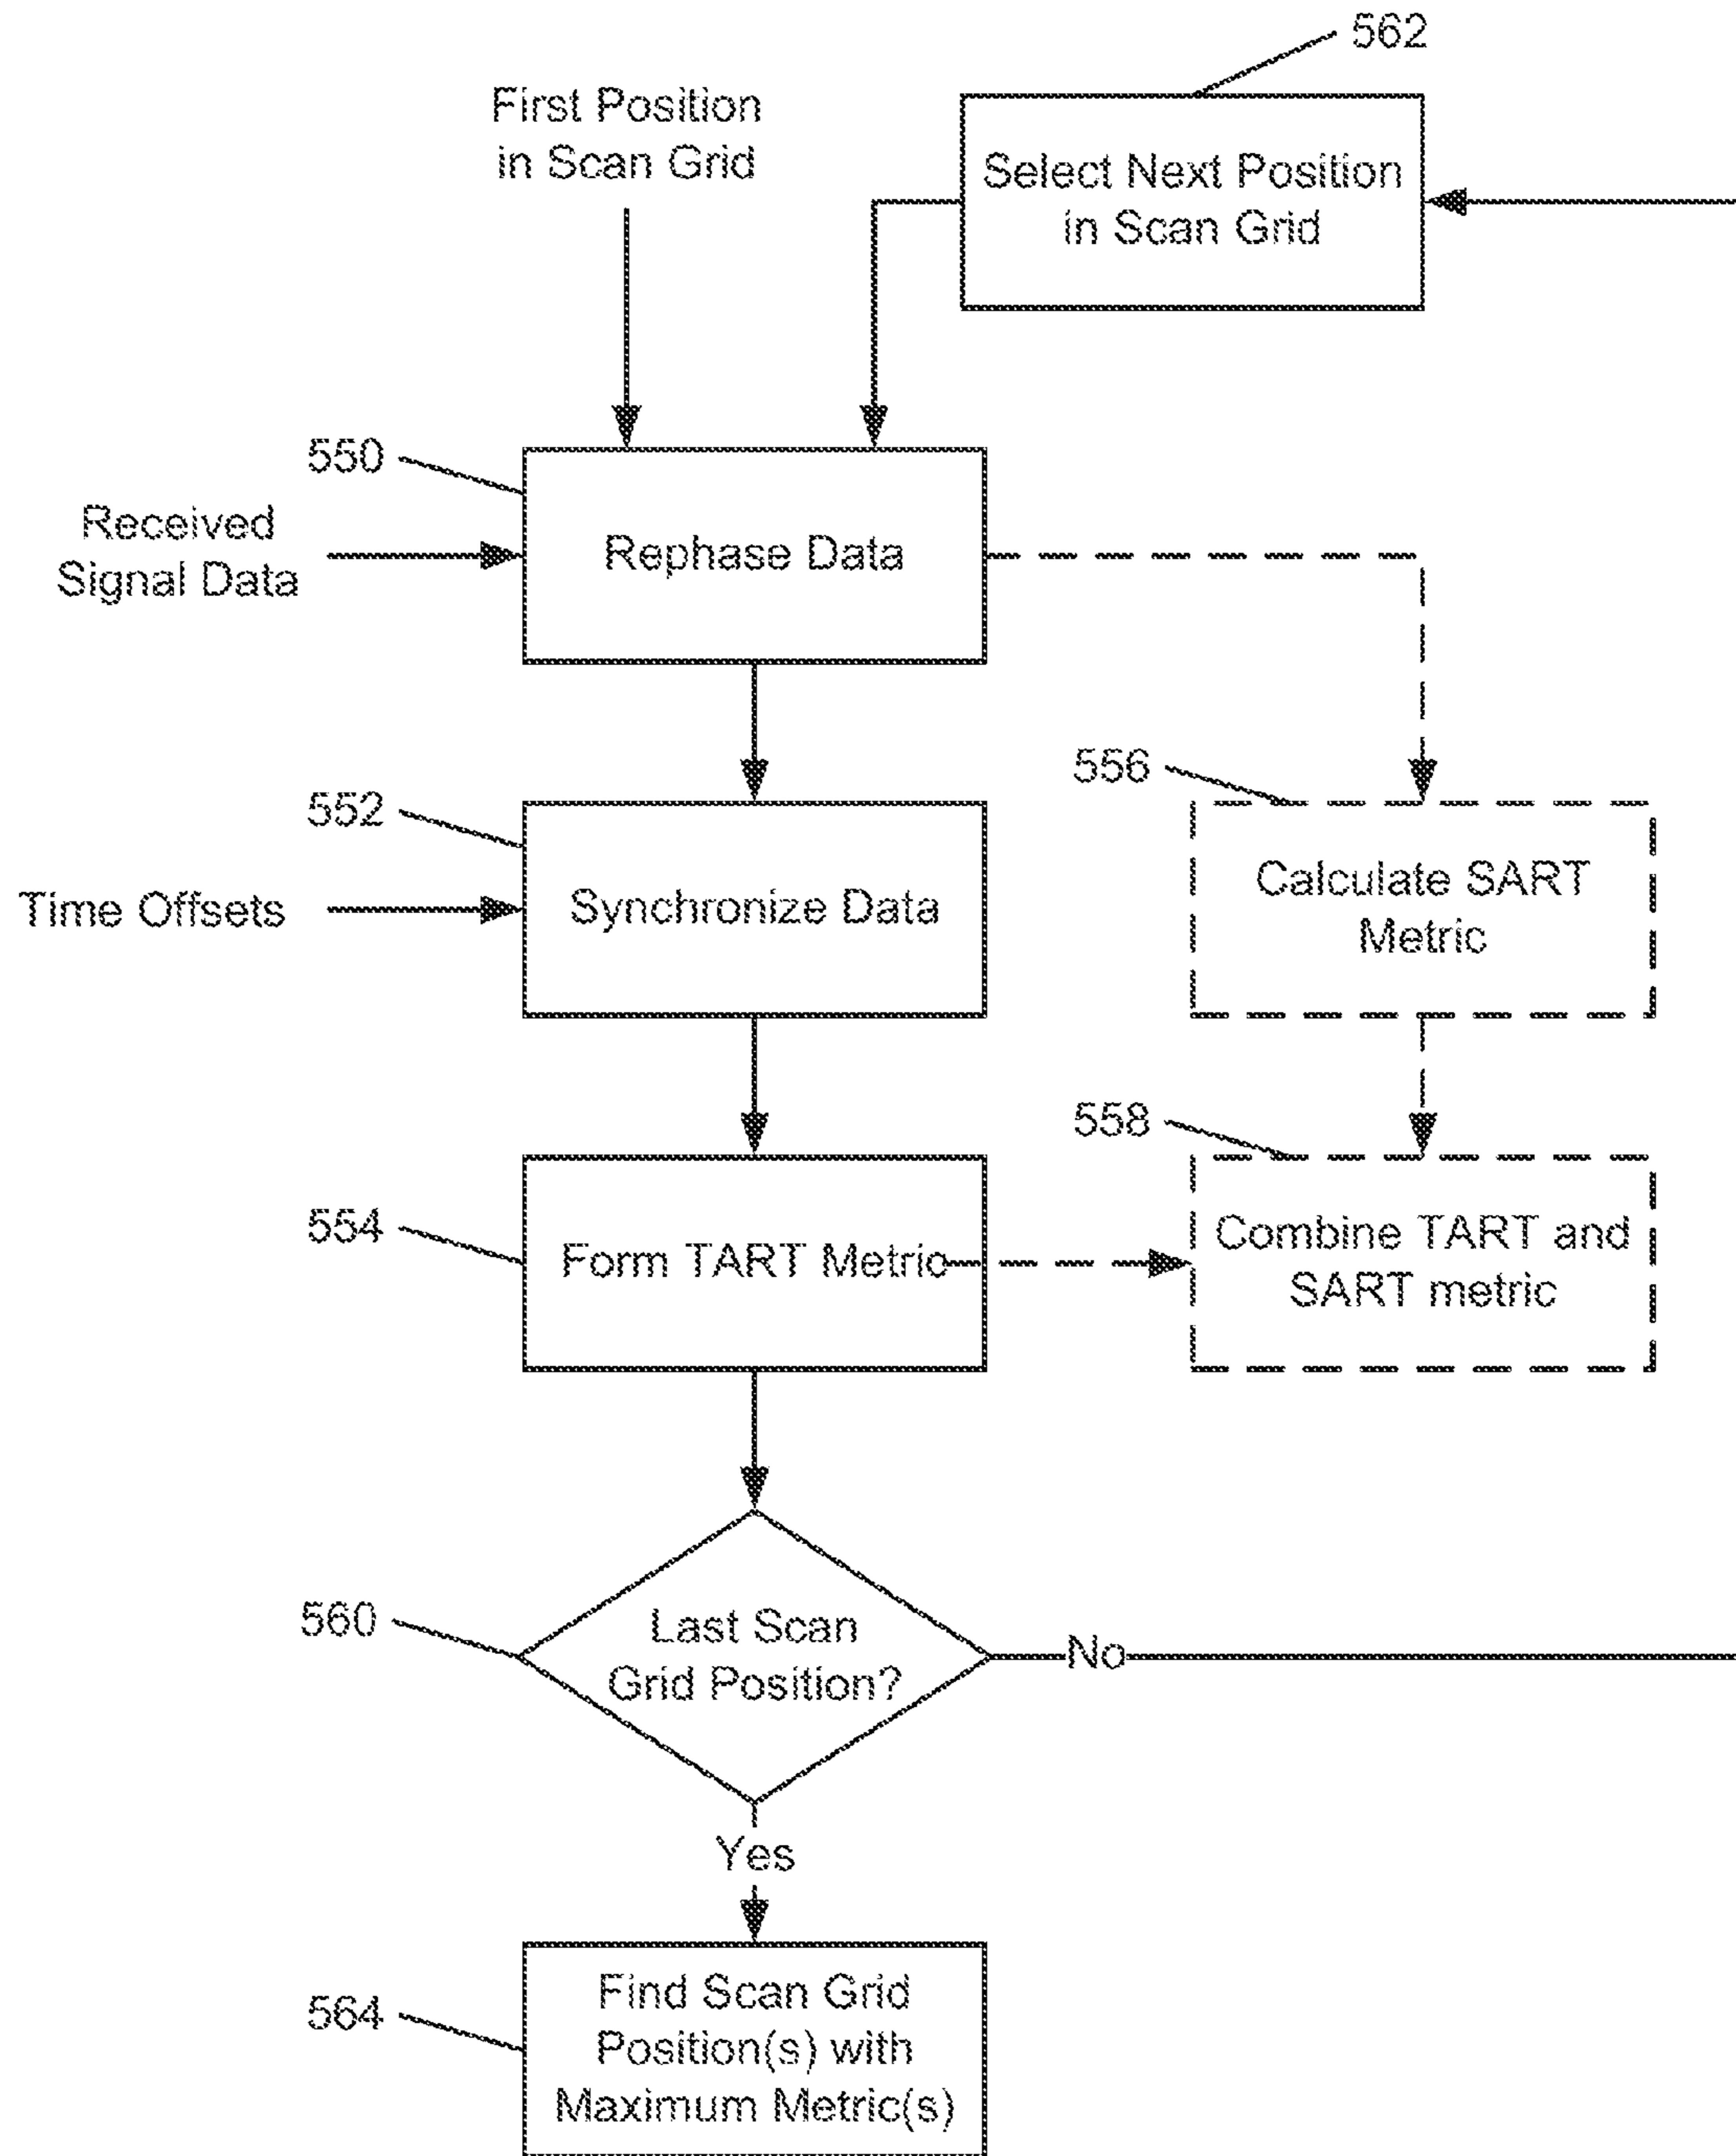 562
First Position
in Scan Grid
Select Next Position
in Scan Grid
550
Received
Signal Data
Rephase Data
556
552
Time Offsets
Synchronize Data
Calculate SART
Metric
558
554
Form TART Metric
Combine TART and
SART metric
560
Last Scan
Grid Position?
No
Yes
564
Find Scan Grid
Position(s) with
Maximum Metric(s)